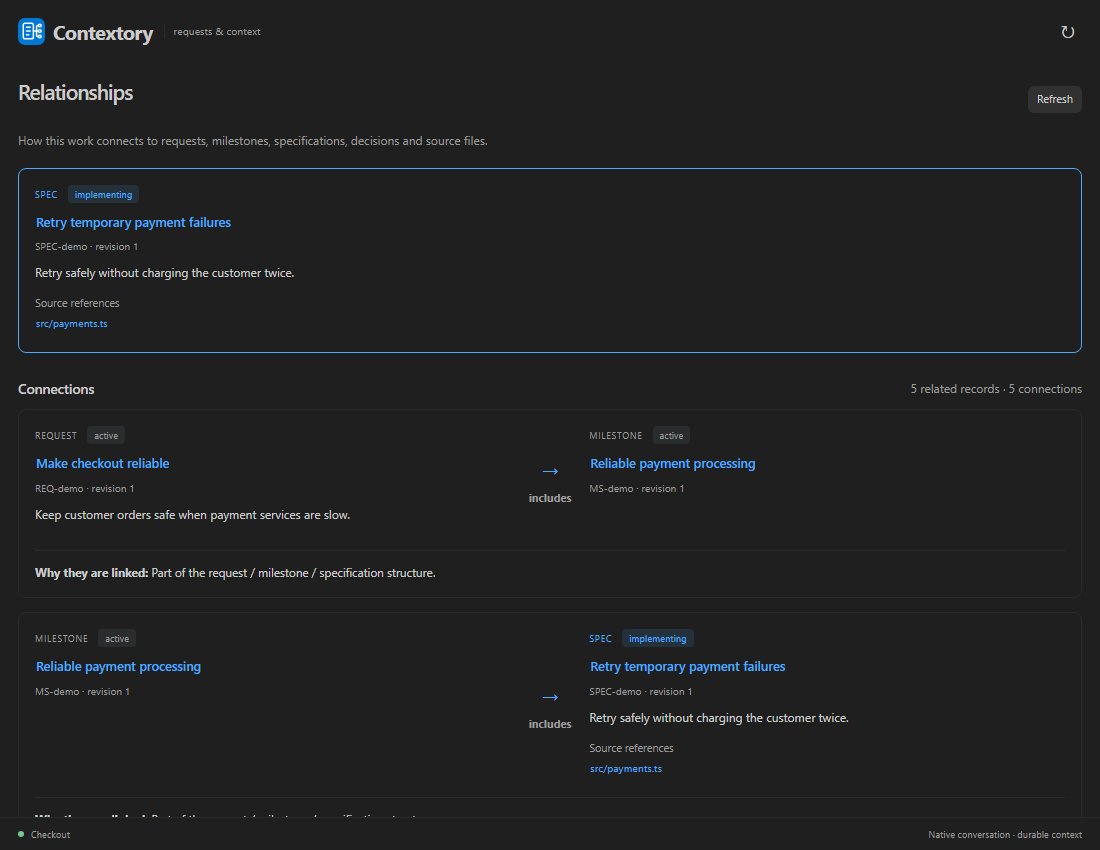 Contextory
requests & context
Relationships
Refresh
How this work connects to requests, milestones, specifications, decisions and source files.
SPEC implementing
Retry temporary payment failures
SPEC-demo · revision 1
Retry safely without charging the customer twice.
Source references
src/payments.ts
Connections
5 related records · 5 connections
REQUEST active
Make checkout reliable
REQ-demo · revision 1
Keep customer orders safe when payment services are slow.
→
includes
MILESTONE active
Reliable payment processing
MS-demo · revision 1
Why they are linked: Part of the request / milestone / specification structure.
MILESTONE active
Reliable payment processing
MS-demo · revision 1
→
includes
SPEC implementing
Retry temporary payment failures
SPEC-demo · revision 1
Retry safely without charging the customer twice.
Source references
src/payments.ts
Checkout
Native conversation · durable context